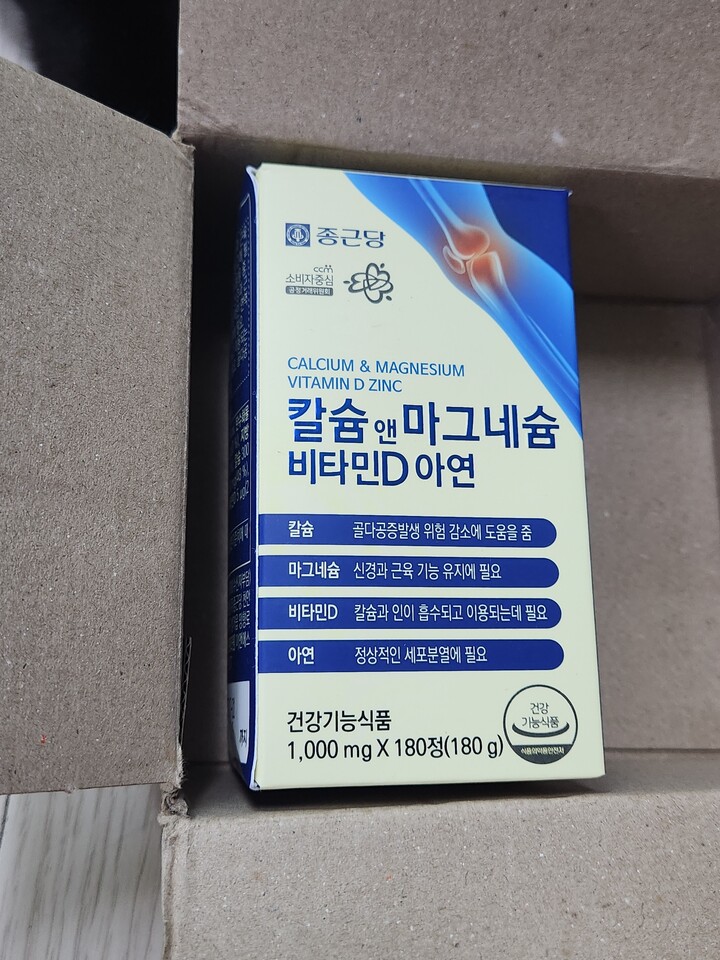 종근당
ccm
소비자중심
공정거래위원회
CALCIUM & MAGNESIUM
VITAMIN D ZINC
칼슘 앤 마그네슘
비타민D 아연
칼슘 골다공증발생 위험 감소에 도움을 줌
마그네슘 신경과 근육 기능 유지에 필요
비타민D 칼슘과 인이 흡수되고 이용되는데 필요
아연 정상적인 세포분열에 필요
건강기능식품
1,000 mg X 180정(180 g)
건강
기능식품
식품의약품안전처